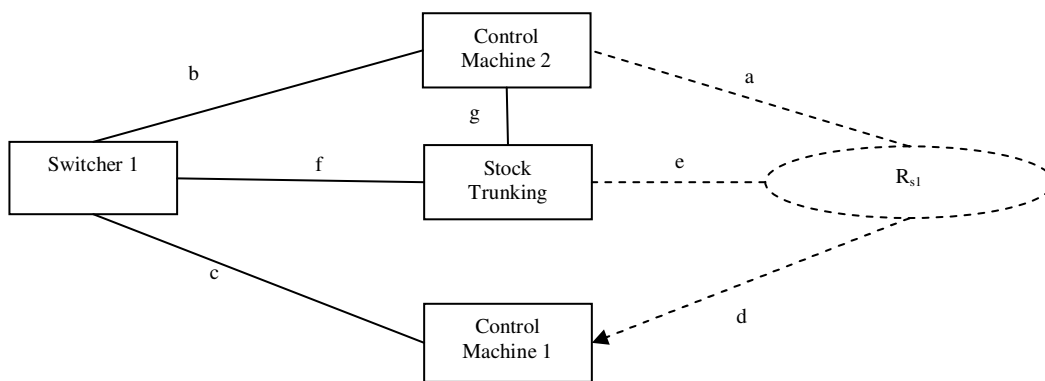 Control
Machine 2
b
a
g
Switcher 1
f
Stock
Trunking
e
Rs1
c
Control
Machine 1
d